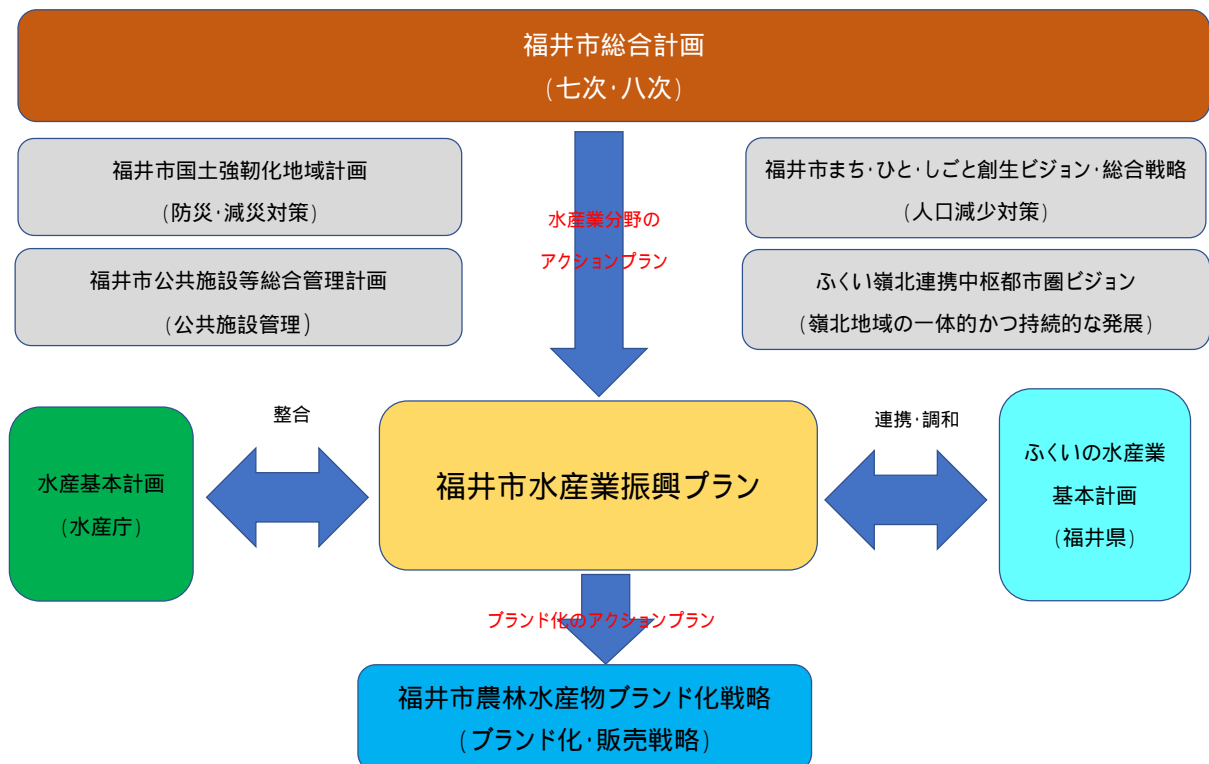 福井市総合計画
(七次・八次)
福井市国土強靭化地域計画
(防災・減災対策)
福井市まち・ひと・しごと創生ビジョン・総合戦略
(人口減少対策)
水産業分野の
アクションプラン
福井市公共施設等総合管理計画
(公共施設管理)
ふくい嶺北連携中枢都市圏ビジョン
(嶺北地域の一体的かつ持続的な発展)
水産基本計画
(水産庁)
整合
福井市水産業振興プラン
連携・調和
ふくいの水産業
基本計画
(福井県)
ブランド化のアクションプラン
福井市農林水産物ブランド化戦略
(ブランド化・販売戦略)